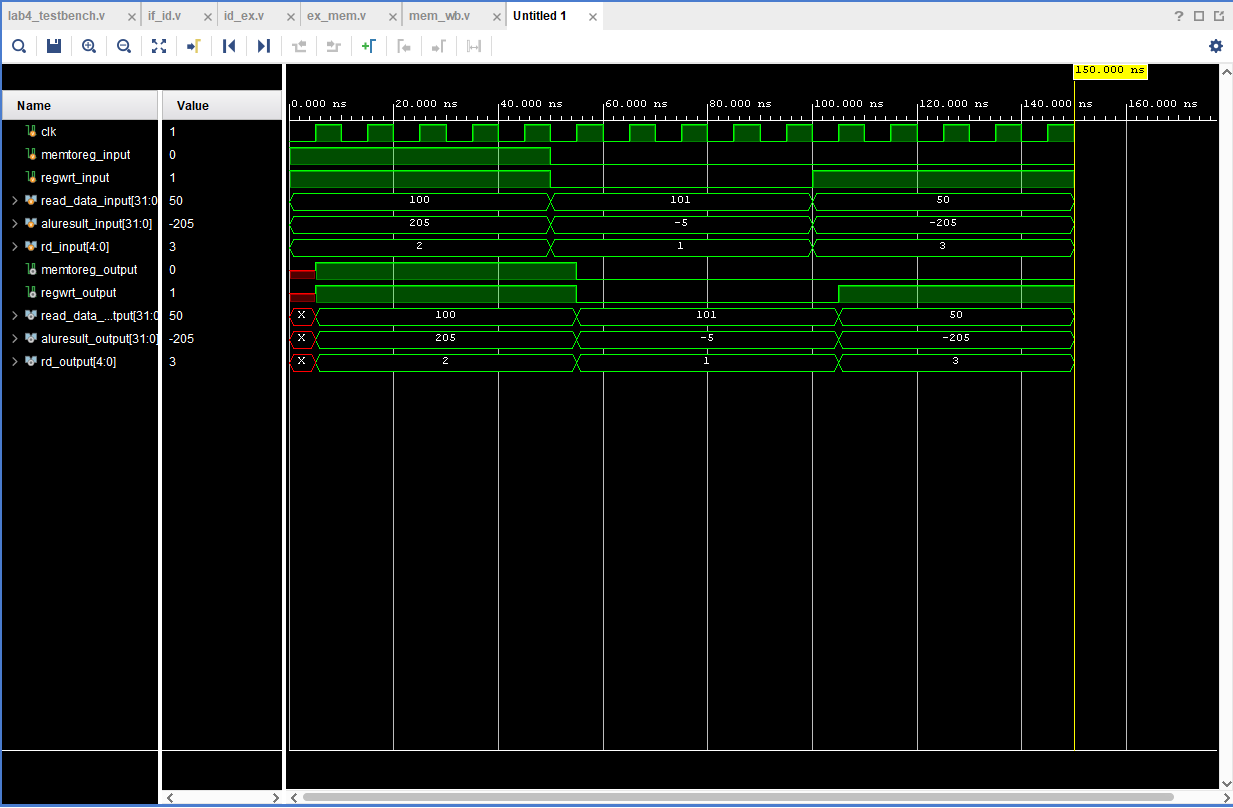 lab4_testbench.v if_id.v id_ex.v ex_mem.v mem_wb.v Untitled 1
150.000 ns
Name Value 0.000 ns 20.000 ns 40.000 ns 60.000 ns 80.000 ns 100.000 ns 120.000 ns 140.000 ns 160.000 ns
clk 1
memtoreg_input 0
regwrt_input 1
read_data_input[31:0 50 100 101 50
aluresult_input[31:0] -205 205 -5 -205
rd_input[4:0] 3 2 1 3
memtoreg_output 0
regwrt_output 1
read_data_...tput[31:0 50 X 100 101 50
aluresult_output[31:0] -205 X 205 -5 -205
rd_output[4:0] 3 X 2 1 3